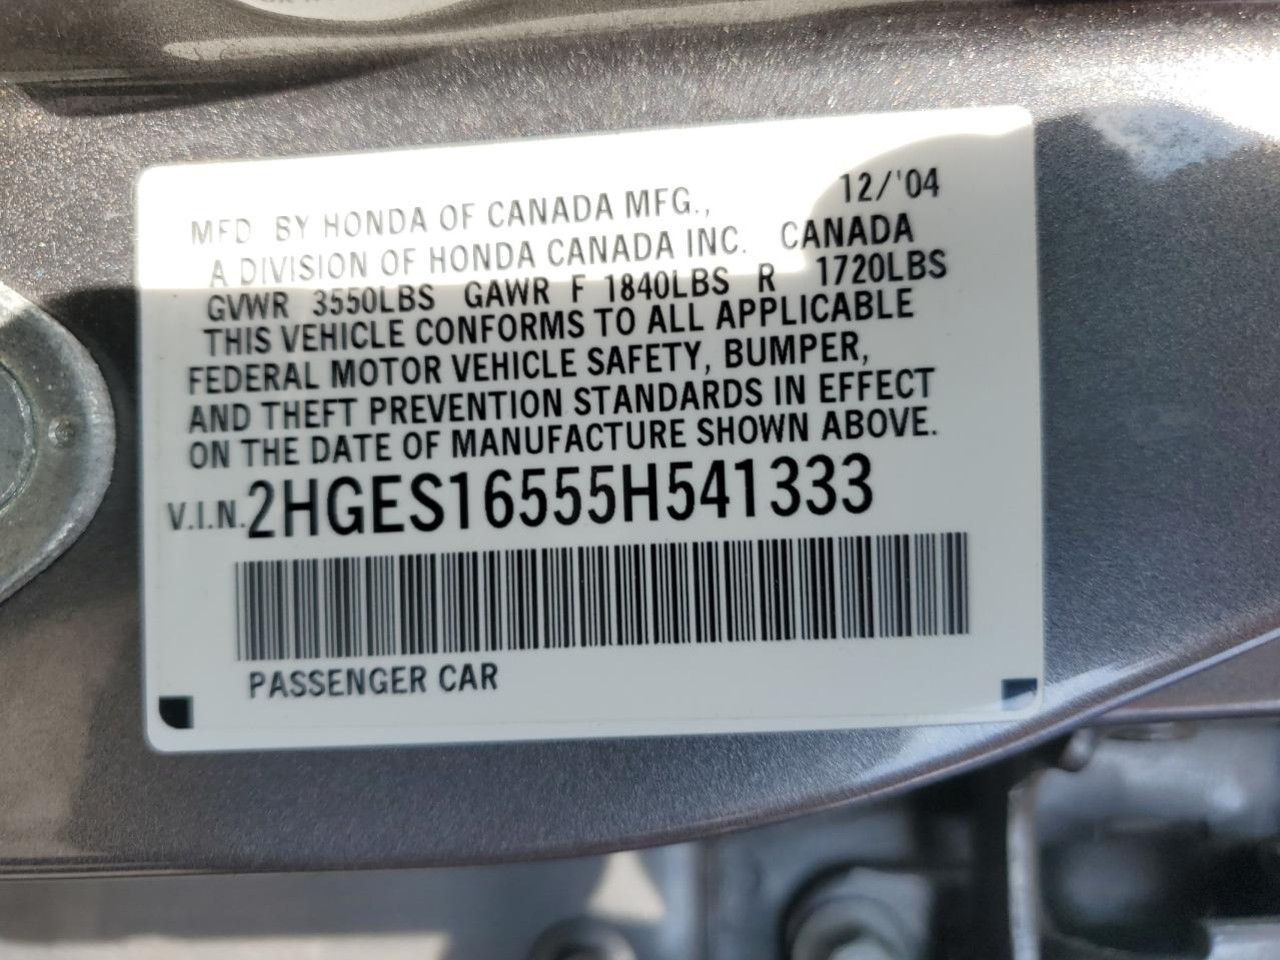 12/'04
MFD BY HONDA OF CANADA MFG.,
A DIVISION OF HONDA CANADA INC. CANADA
GVWR 3550LBS GAWR F 1840LBS R 1720LBS
THIS VEHICLE CONFORMS TO ALL APPLICABLE
FEDERAL MOTOR VEHICLE SAFETY, BUMPER,
AND THEFT PREVENTION STANDARDS IN EFFECT
ON THE DATE OF MANUFACTURE SHOWN ABOVE.
V.I.N. 2HGES16555H541333
PASSENGER CAR